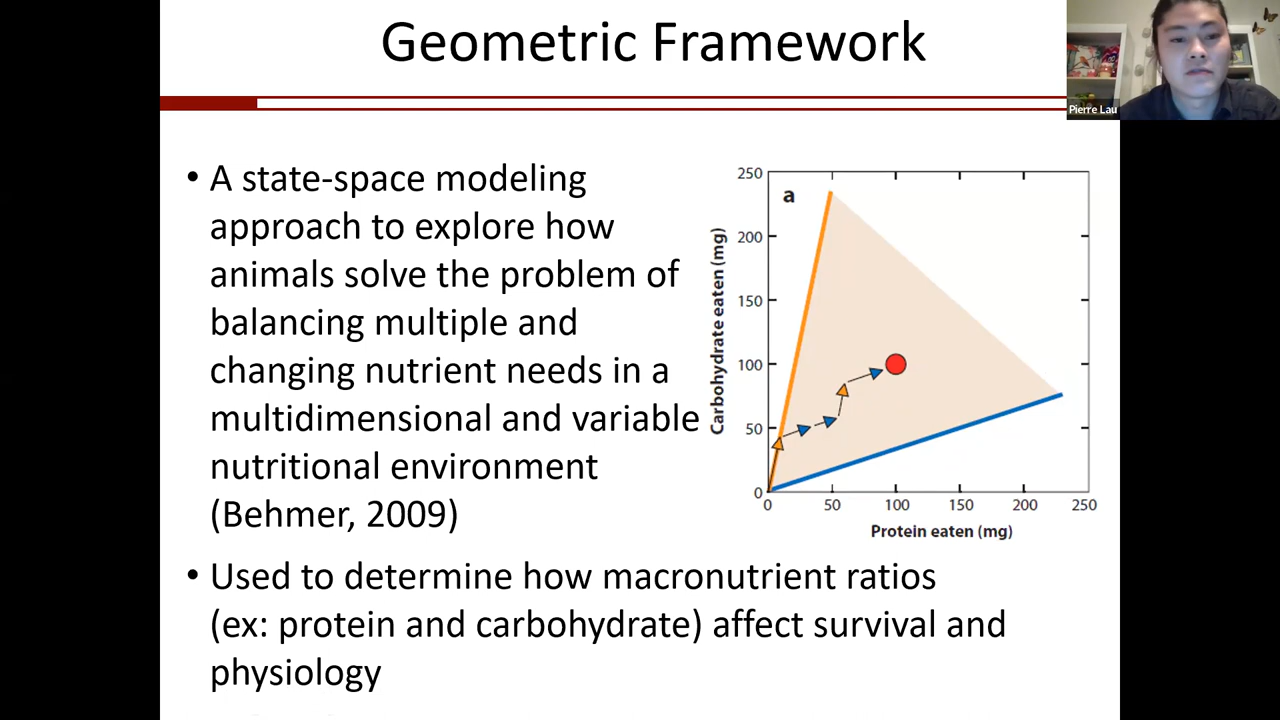 Geometric Framework
Pierre Lau
• A state-space modeling
approach to explore how
animals solve the problem of
balancing multiple and
changing nutrient needs in a
multidimensional and variable
nutritional environment
(Behmer, 2009)
a
250
200
150
100
50
0
Carbohydrate eaten (mg)
0 50 100 150 200 250
Protein eaten (mg)
• Used to determine how macronutrient ratios
(ex: protein and carbohydrate) affect survival and
physiology